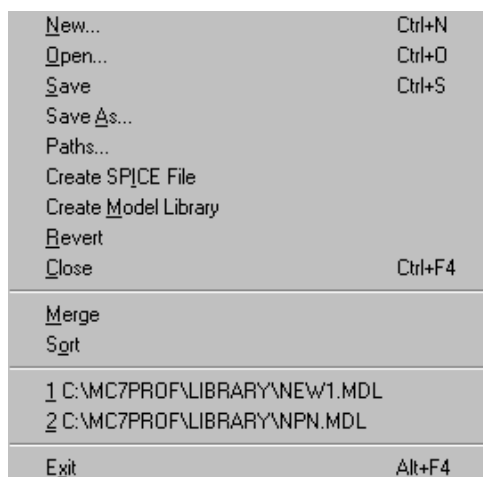 New... Ctrl+N
Open... Ctrl+O
Save Ctrl+S
Save As...
Paths...
Create SPICE File
Create Model Library
Revert
Close Ctrl+F4
Merge
Sort
1 C:\MC7PROF\LIBRARY\NEW1.MDL
2 C:\MC7PROF\LIBRARY\NPN.MDL
Exit Alt+F4